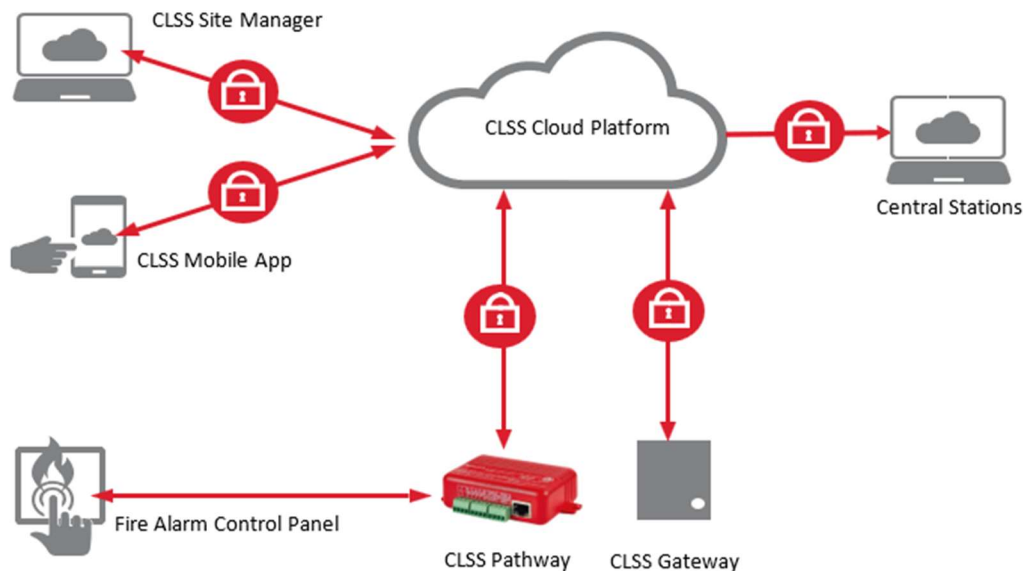 CLSS Site Manager
CLSS Cloud Platform
Central Stations
CLSS Mobile App
Fire Alarm Control Panel
CLSS Pathway
CLSS Gateway